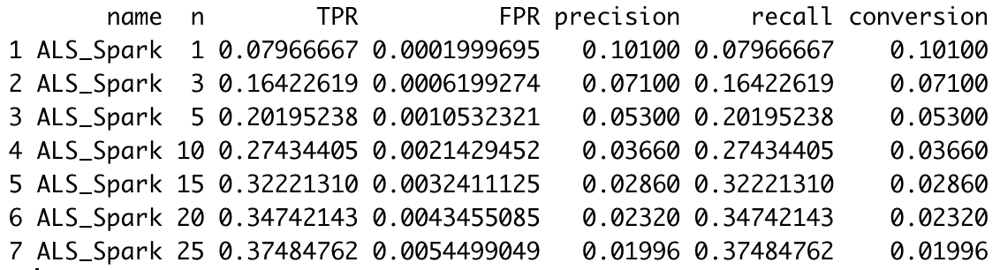 name n TPR FPR precision recall conversion
1 ALS_Spark 1 0.07966667 0.0001999695 0.10100 0.07966667 0.10100
2 ALS_Spark 3 0.16422619 0.0006199274 0.07100 0.16422619 0.07100
3 ALS_Spark 5 0.20195238 0.0010532321 0.05300 0.20195238 0.05300
4 ALS_Spark 10 0.27434405 0.0021429452 0.03660 0.27434405 0.03660
5 ALS_Spark 15 0.32221310 0.0032411125 0.02860 0.32221310 0.02860
6 ALS_Spark 20 0.34742143 0.0043455085 0.02320 0.34742143 0.02320
7 ALS_Spark 25 0.37484762 0.0054499049 0.01996 0.37484762 0.01996